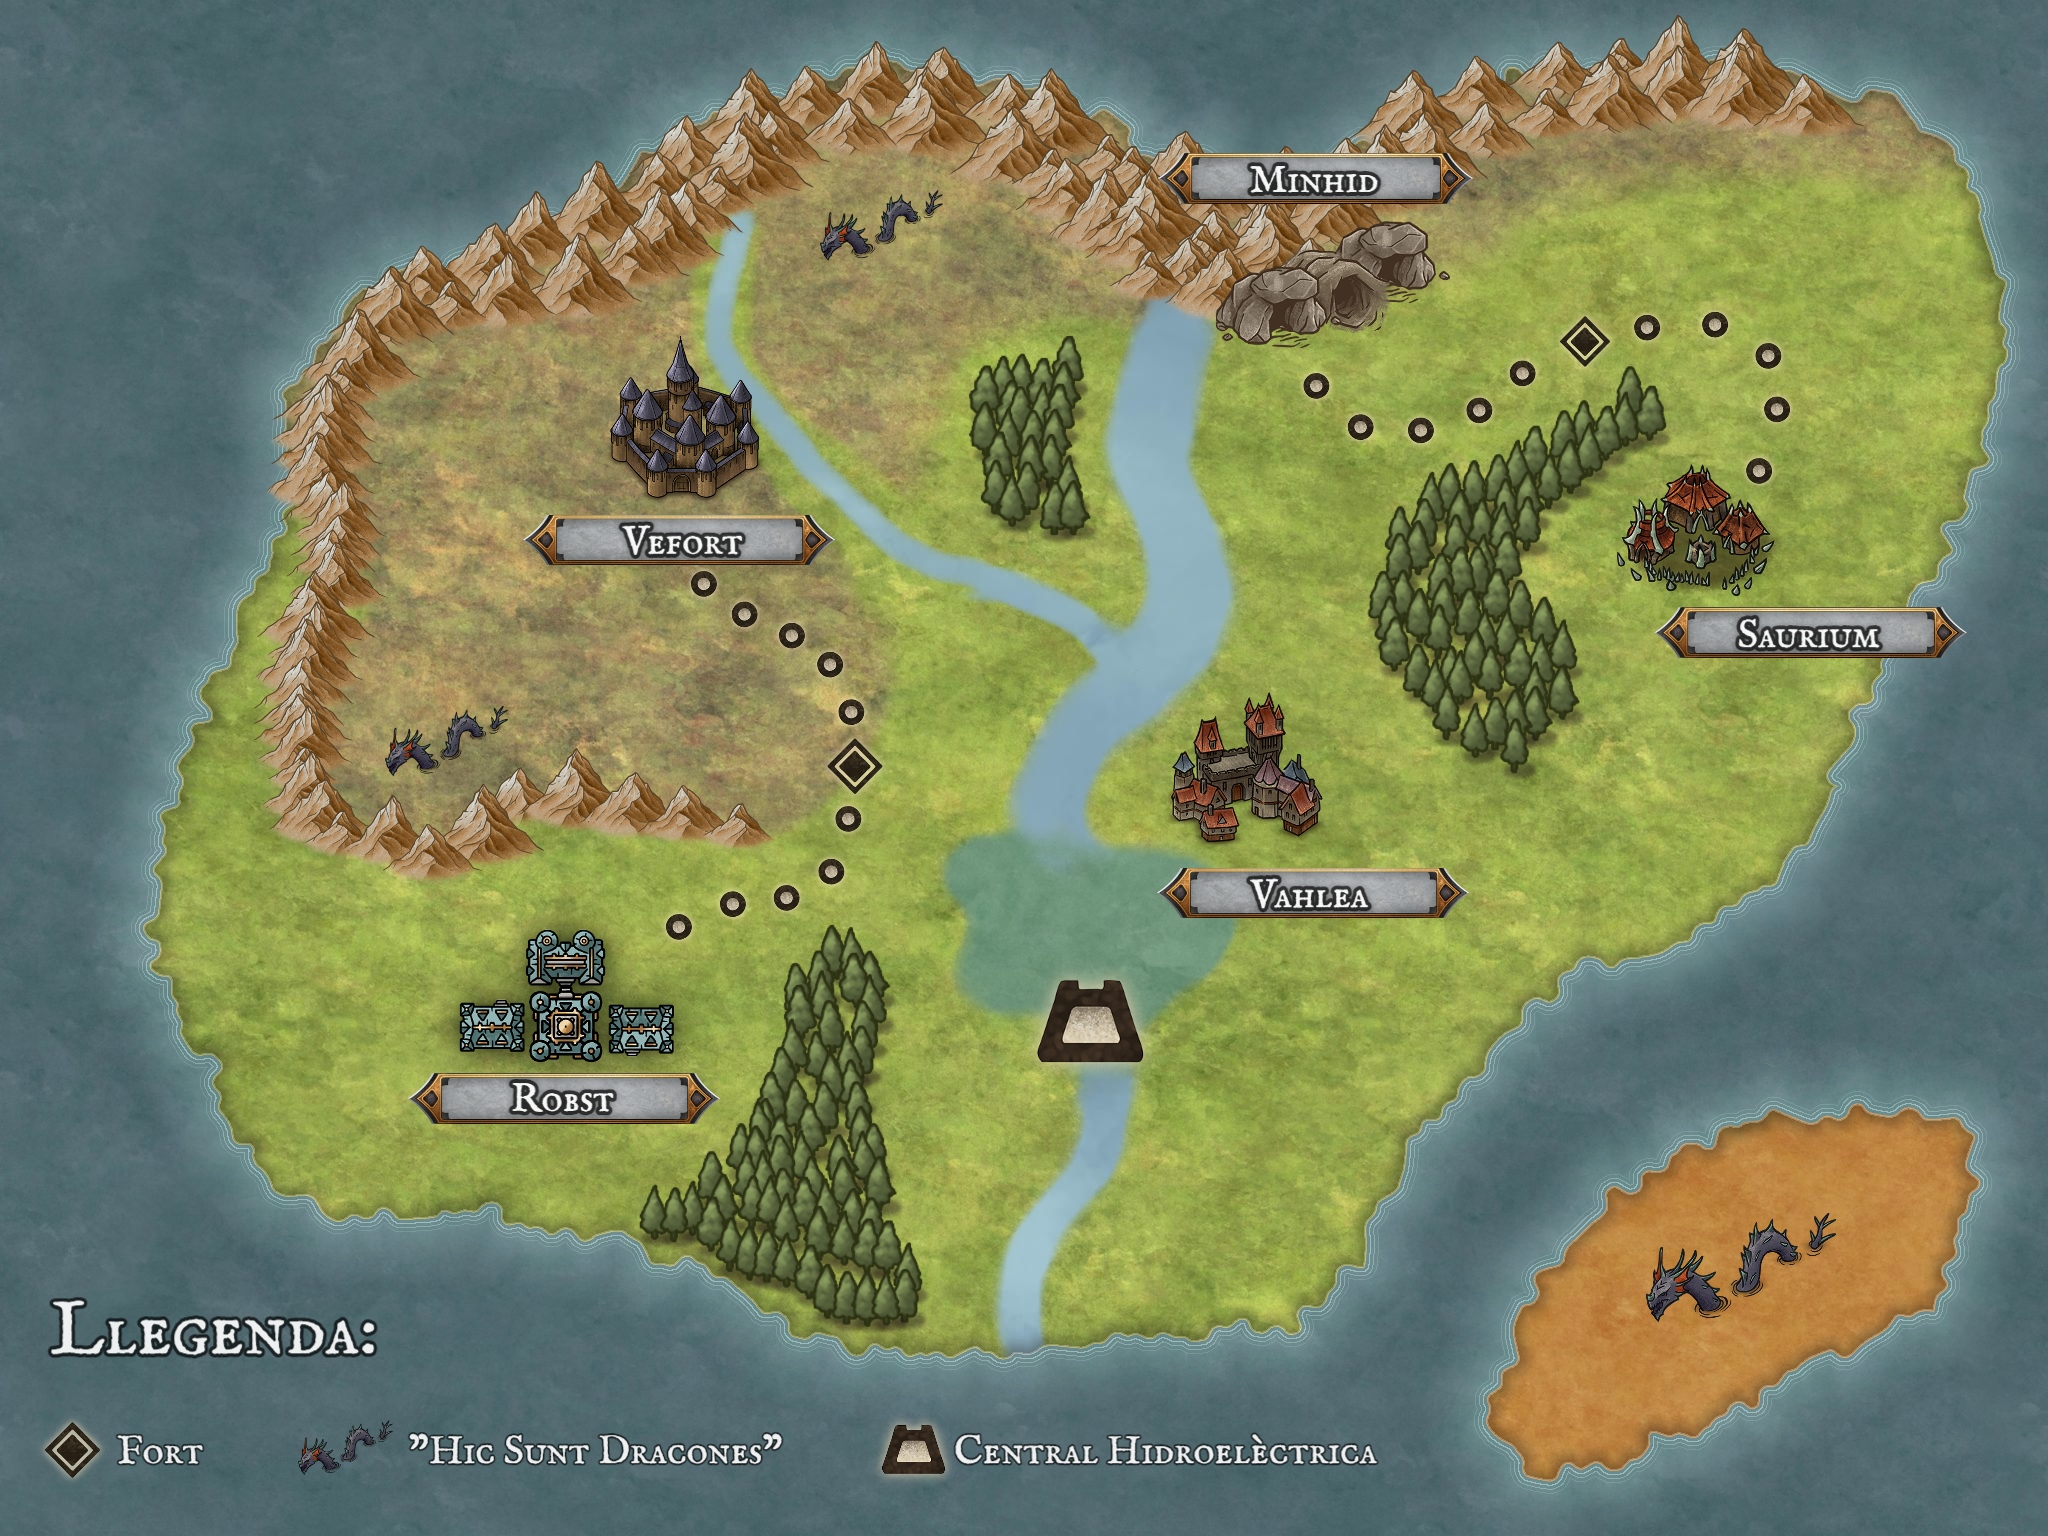 Minhid
Vefort
Saurium
Vahlea
Robst
Llegenda:
Fort
"Hic Sunt Dracones"
Central Hidroelèctrica